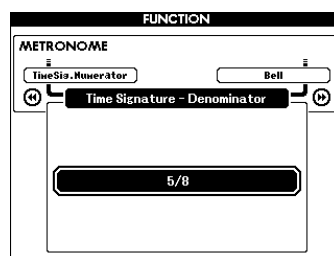 FUNCTION
METRONOME
TimeSig.Numerator
Bell
Time Signature - Denominator
5/8